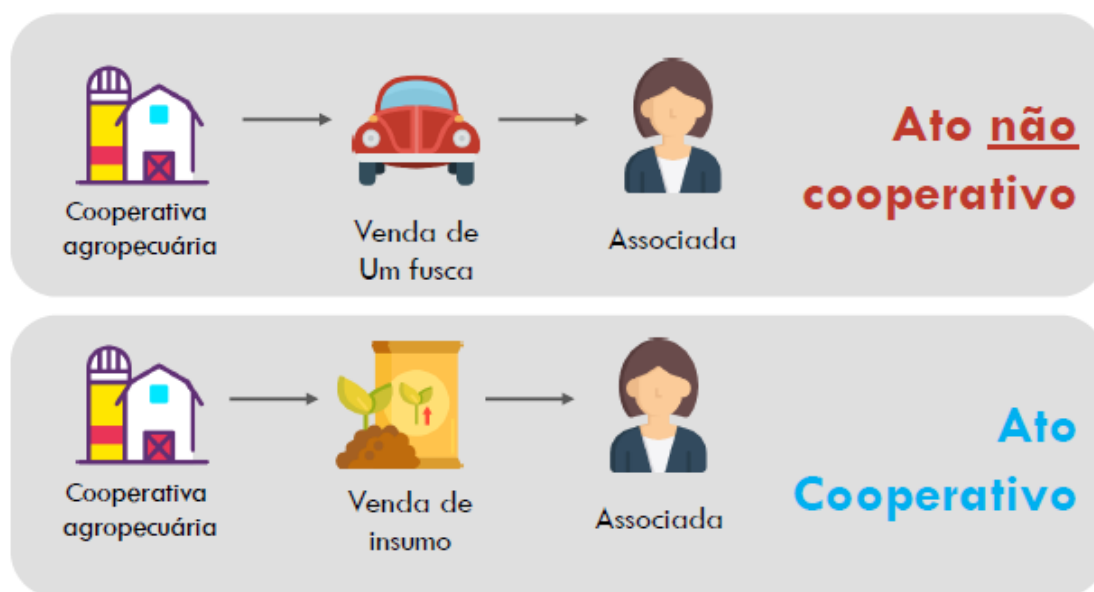 Cooperativa
agropecuária
Venda de
Um fusca
Associada
Ato não
cooperativo
Cooperativa
agropecuária
Venda de
insumo
Associada
Ato
Cooperativo